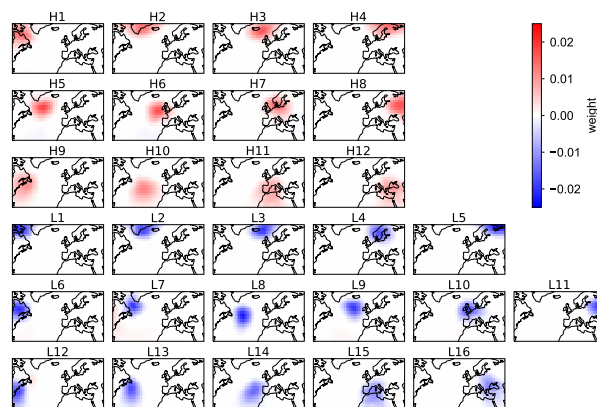 H1 H2 H3 H4
H5 H6 H7 H8
H9 H10 H11 H12
L1 L2 L3 L4 L5
L6 L7 L8 L9 L10 L11
L12 L13 L14 L15 L16
0.02
0.01
0.00
−0.01
−0.02
weight